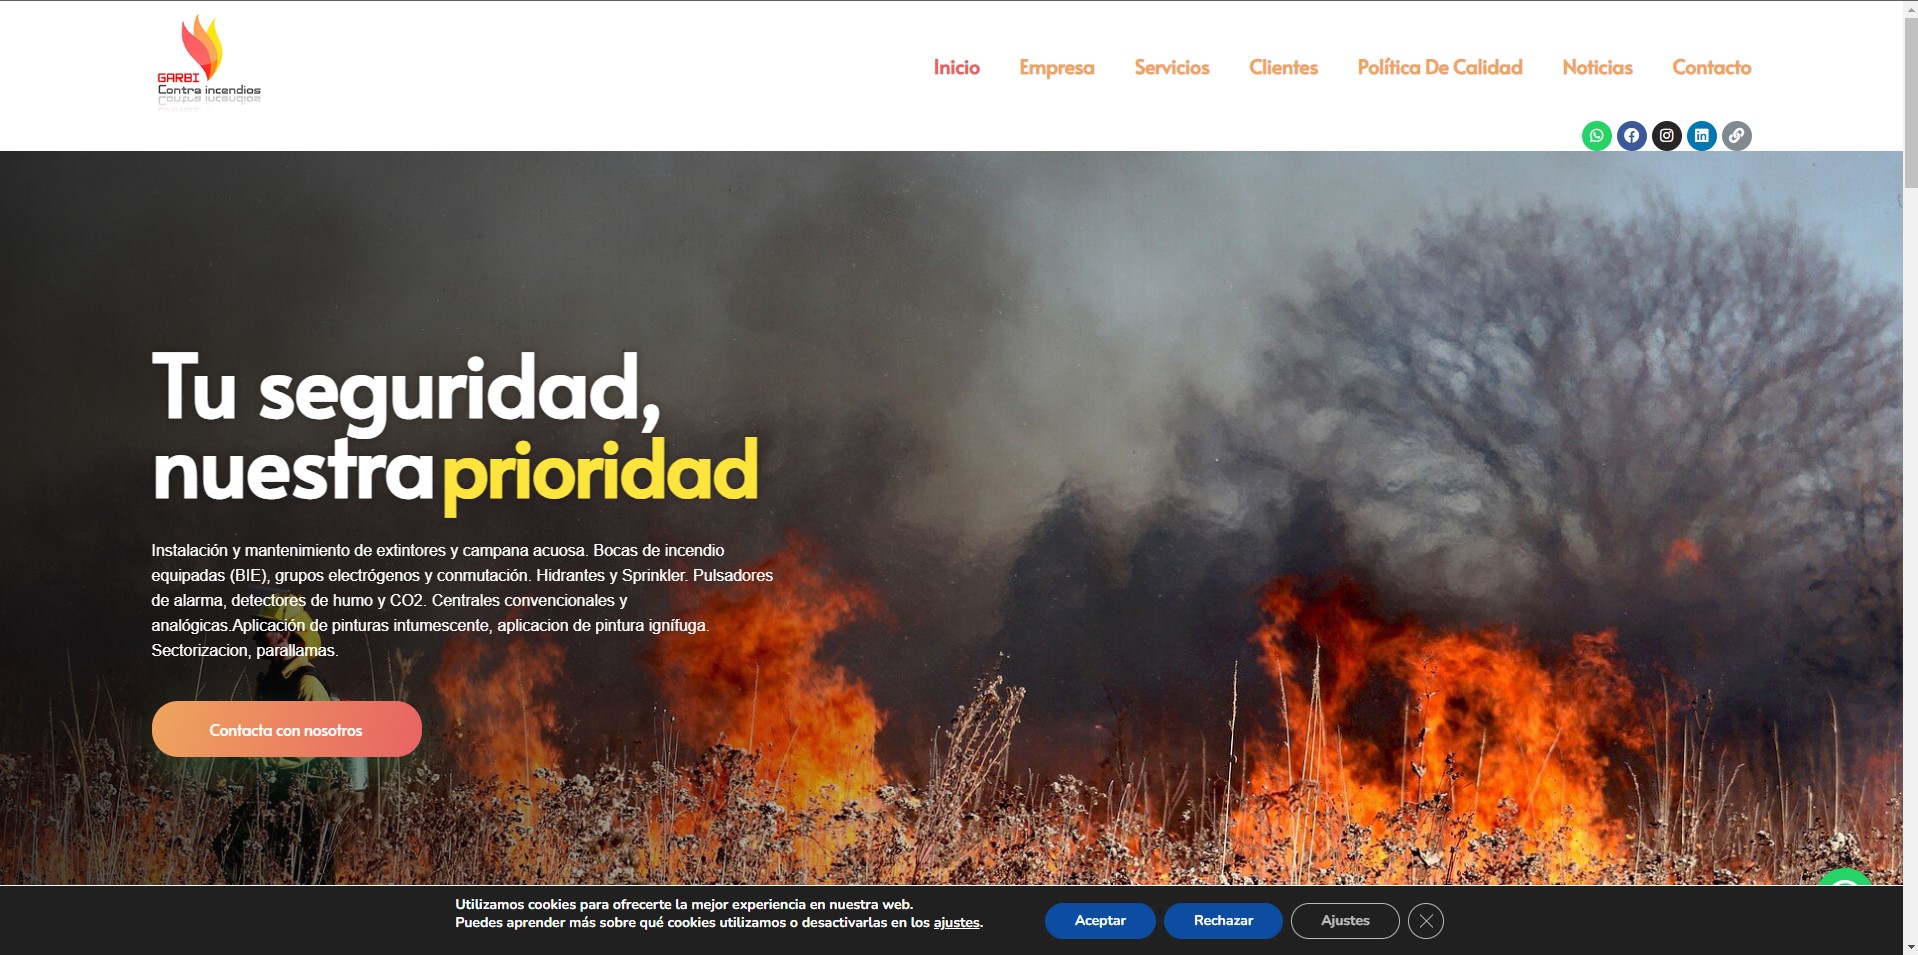 GARBI
Contra incendios
Inicio Empresa Servicios Clientes Política De Calidad Noticias Contacto
Tu seguridad,
nuestra prioridad
Instalación y mantenimiento de extintores y campana acuosa. Bocas de incendio
equipadas (BIE), grupos electrógenos y conmutación. Hidrantes y Sprinkler. Pulsadores
de alarma, detectores de humo y CO2. Centrales convencionales y
analógicas.Aplicación de pinturas intumescente, aplicacion de pintura ignífuga.
Sectorizacion, parallamas.
Contacta con nosotros
Utilizamos cookies para ofrecerte la mejor experiencia en nuestra web.
Puedes aprender más sobre qué cookies utilizamos o desactivarlas en los ajustes.
Aceptar Rechazar Ajustes